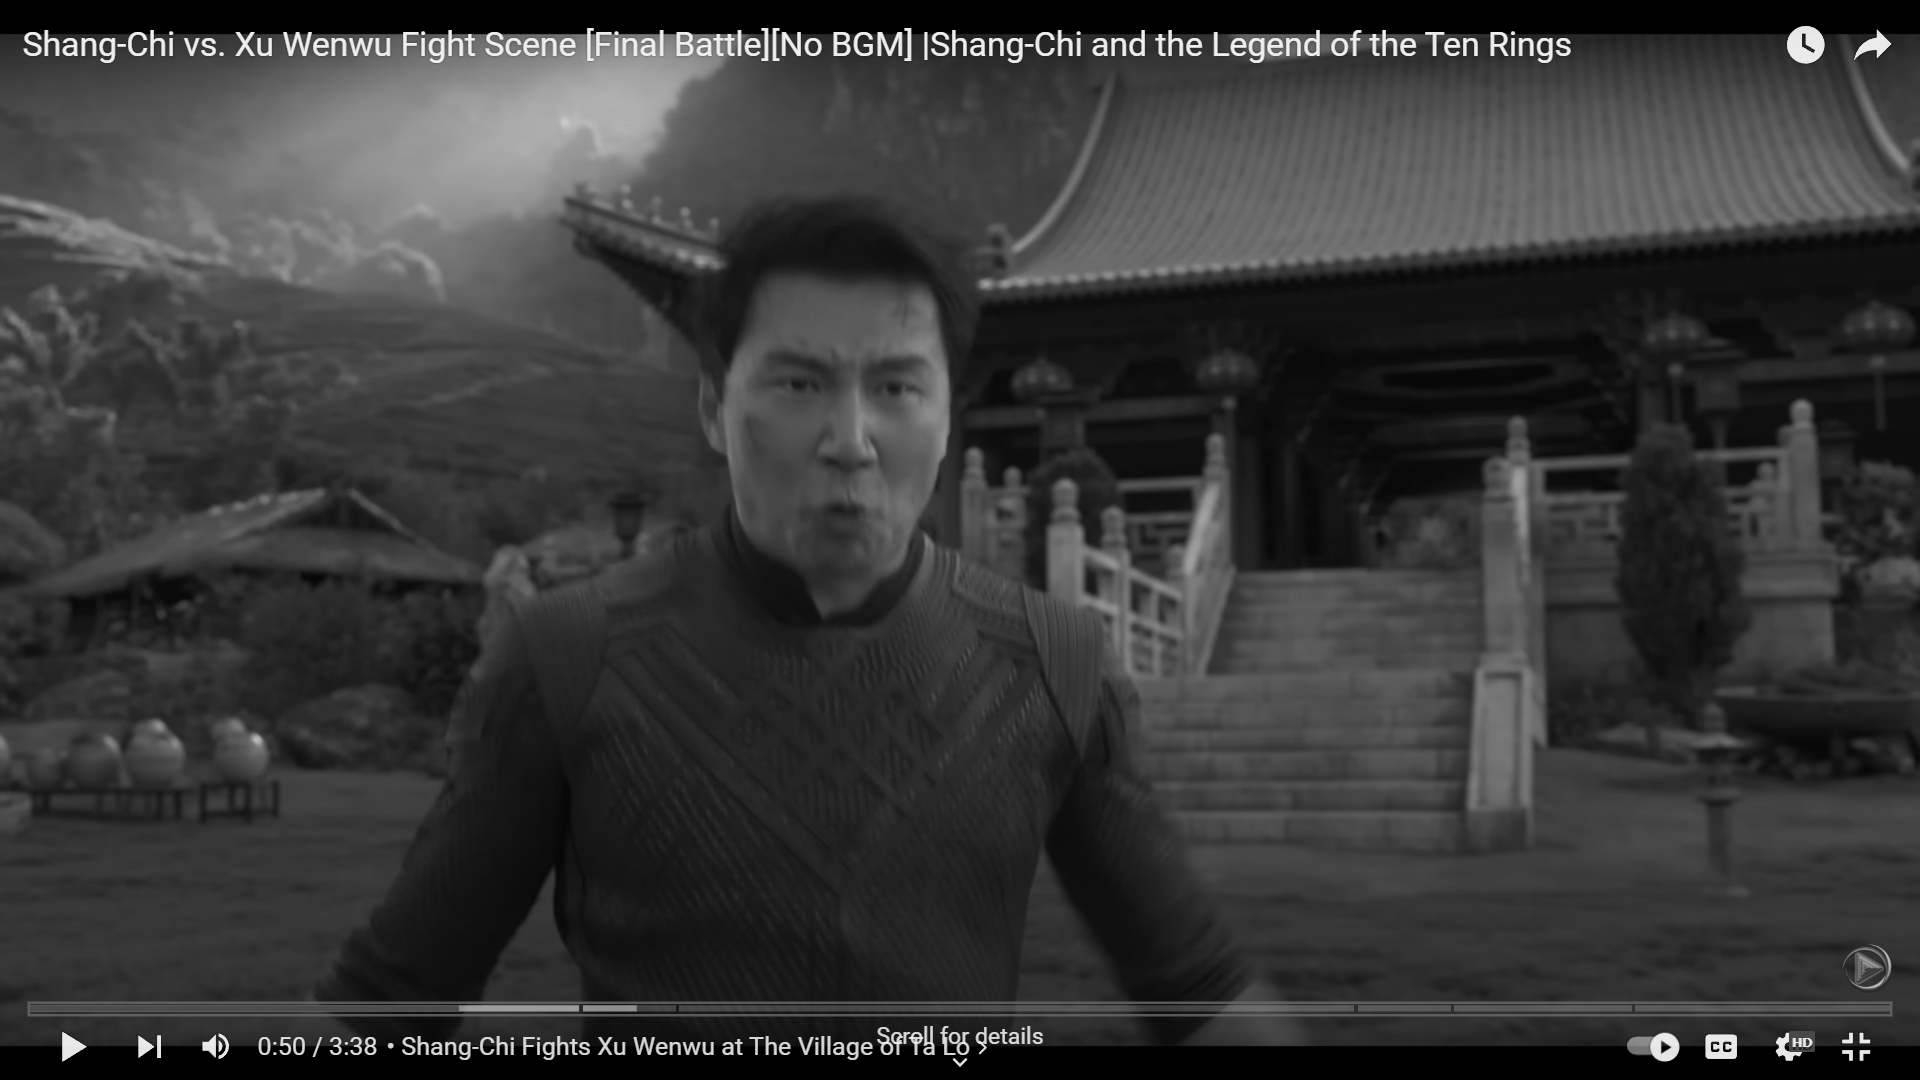 Shang-Chi vs. Xu Wenwu Fight Scene [Final Battle][No BGM] |Shang-Chi and the Legend of the Ten Rings
Scroll for details
0:50 / 3:38 • Shang-Chi Fights Xu Wenwu at The Village of Ta Lo
CC
HD